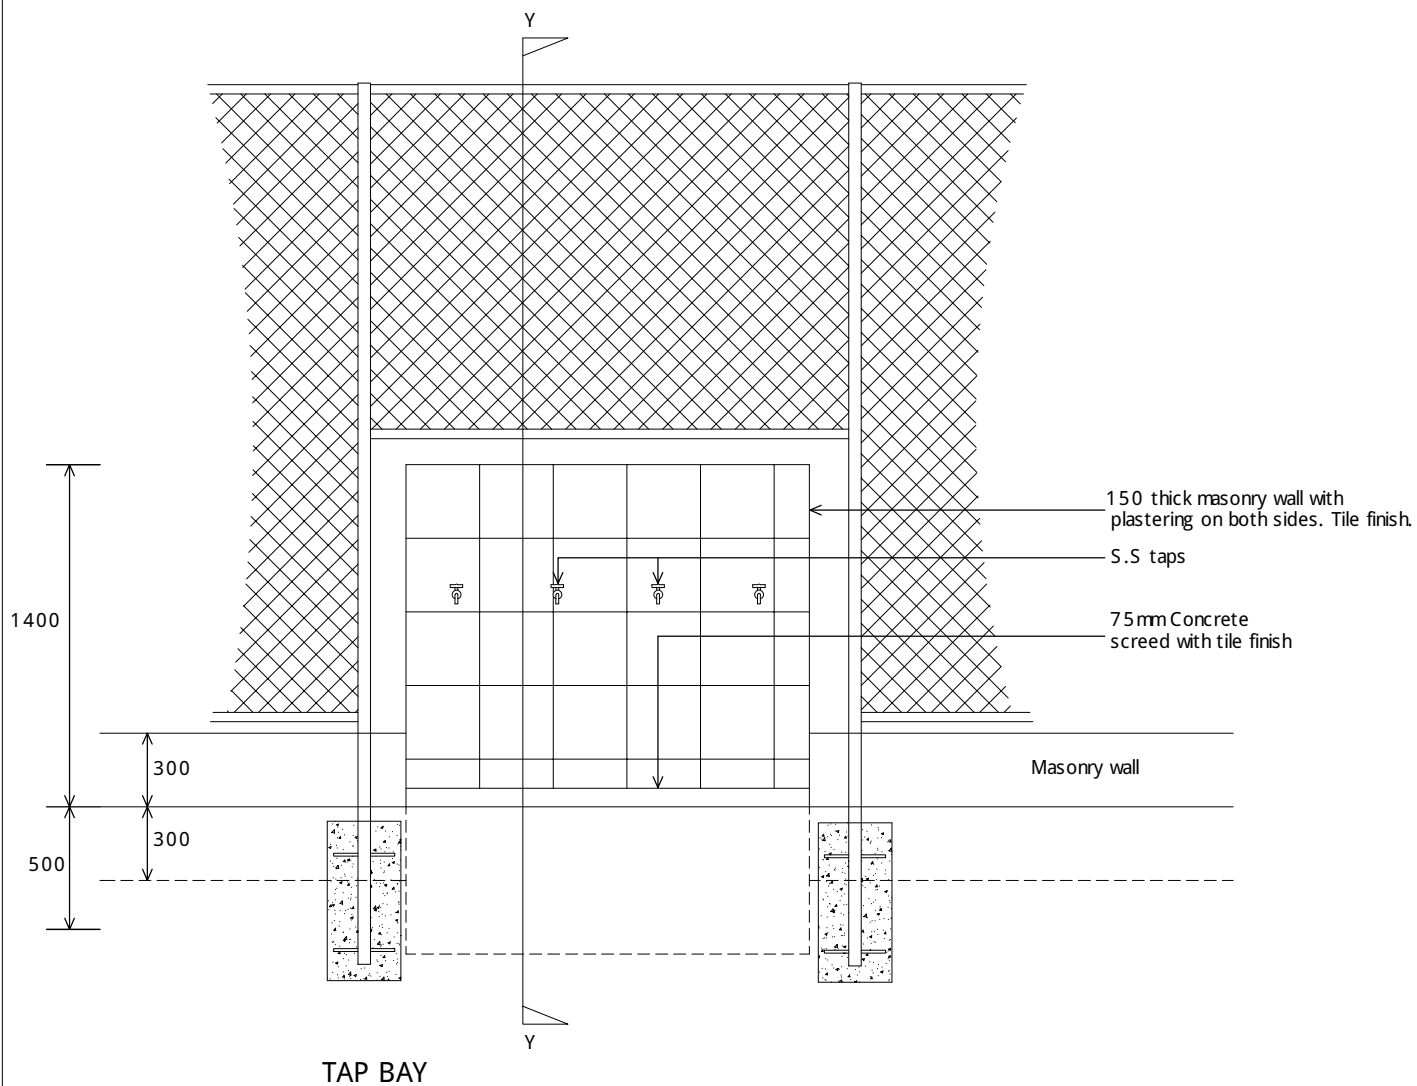 Y
150 thick masonry wall with
plastering on both sides. Tile finish.
S.S taps
1400
75mm Concrete
screed with tile finish
300
Masonry wall
300
500
Y
TAP BAY